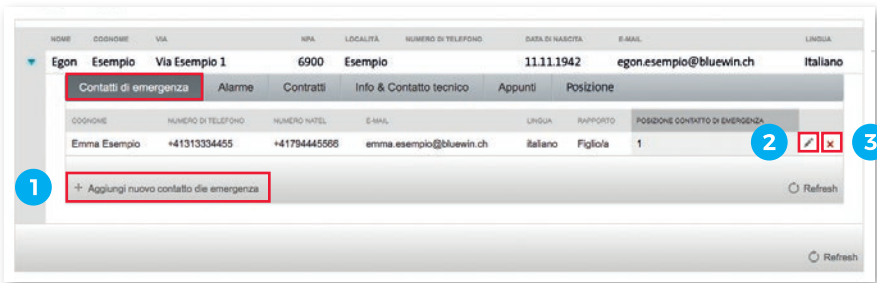 NOME COGNOME VIA NPA LOCALITÀ NUMERO DI TELEFONO DATA DI NASCITA E-MAIL LINGUA
Egon Esempio Via Esempio 1 6900 Esempio 11.11.1942 egon.esempio@bluewin.ch Italiano
Contatti di emergenza Alarme Contratti Info & Contatto tecnico Appunti Posizione
COGNOME NUMERO DI TELEFONO NUMERO NATEL E-MAIL LINGUA RAPPORTO POSIZIONE CONTATTO DI EMERGENZA
Emma Esempio +41313334455 +41794445566 emma.esempio@bluewin.ch italiano Figlio/a 1 2 3
1 + Aggiungi nuovo contatto die emergenza Refresh
Refresh